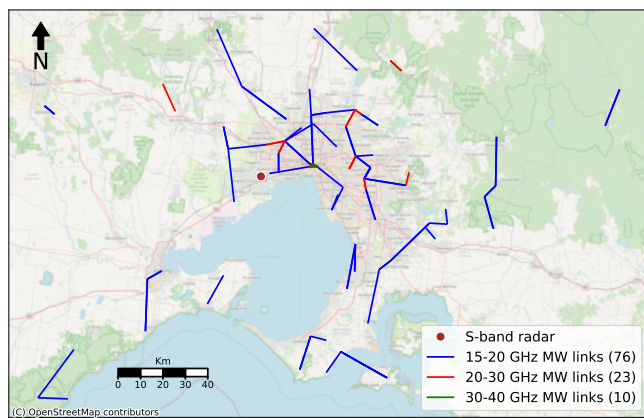 N
Km
0 10 20 30 40
S-band radar
15-20 GHz MW links (76)
20-30 GHz MW links (23)
30-40 GHz MW links (10)
(C) OpenStreetMap contributors